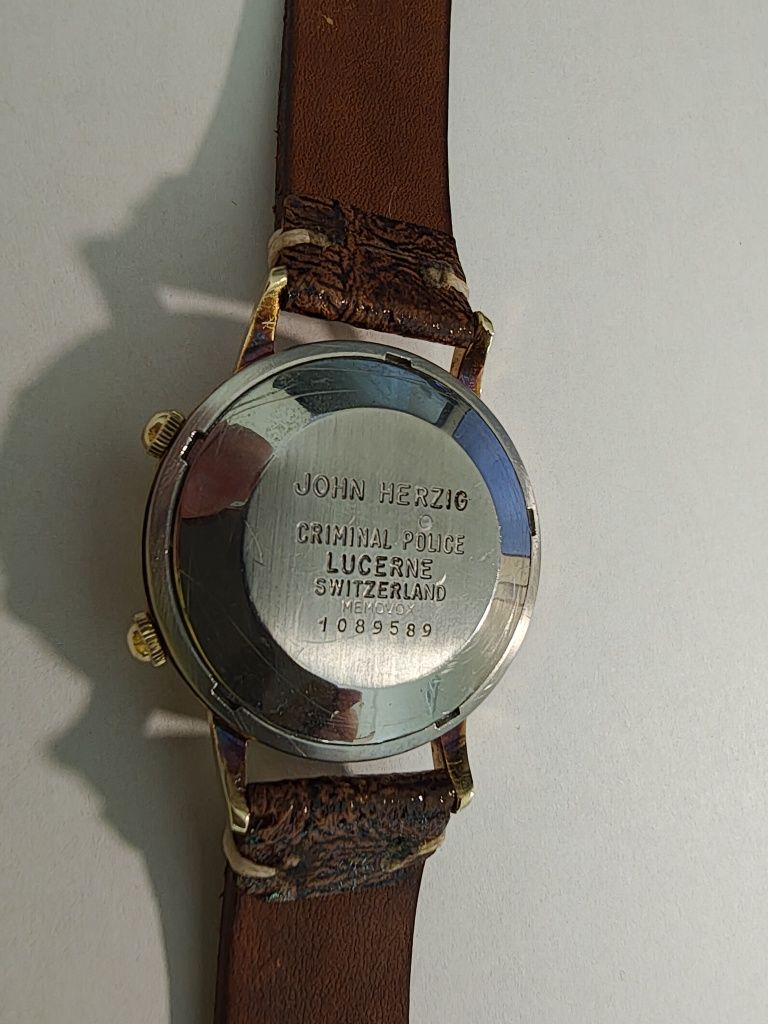 JOHN HERZIG
CRIMINAL POLICE
LUCERNE
SWITZERLAND
MEMOVOX
1089589